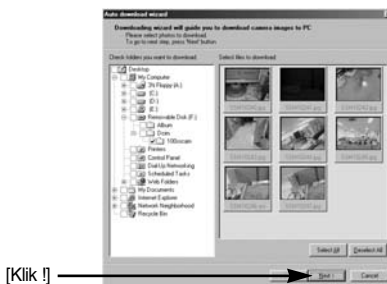 Auto download wizard
Downloading wizard will guide you to download camera images to PC
Please select photos to download.
To go to next step, press "Next" button
Check folders you want to download
Select files to download
Desktop
My Computer
3½ Floppy (A:)
(C:)
(D:)
(E:)
Removable Disk (F:)
Album
Dcim
100sscam
Printers
Control Panel
Dial-Up Networking
Scheduled Tasks
Web Folders
My Documents
Internet Explorer
Network Neighborhood
Recycle Bin
Select All
Deselect All
[Klik !]
Next >
Cancel